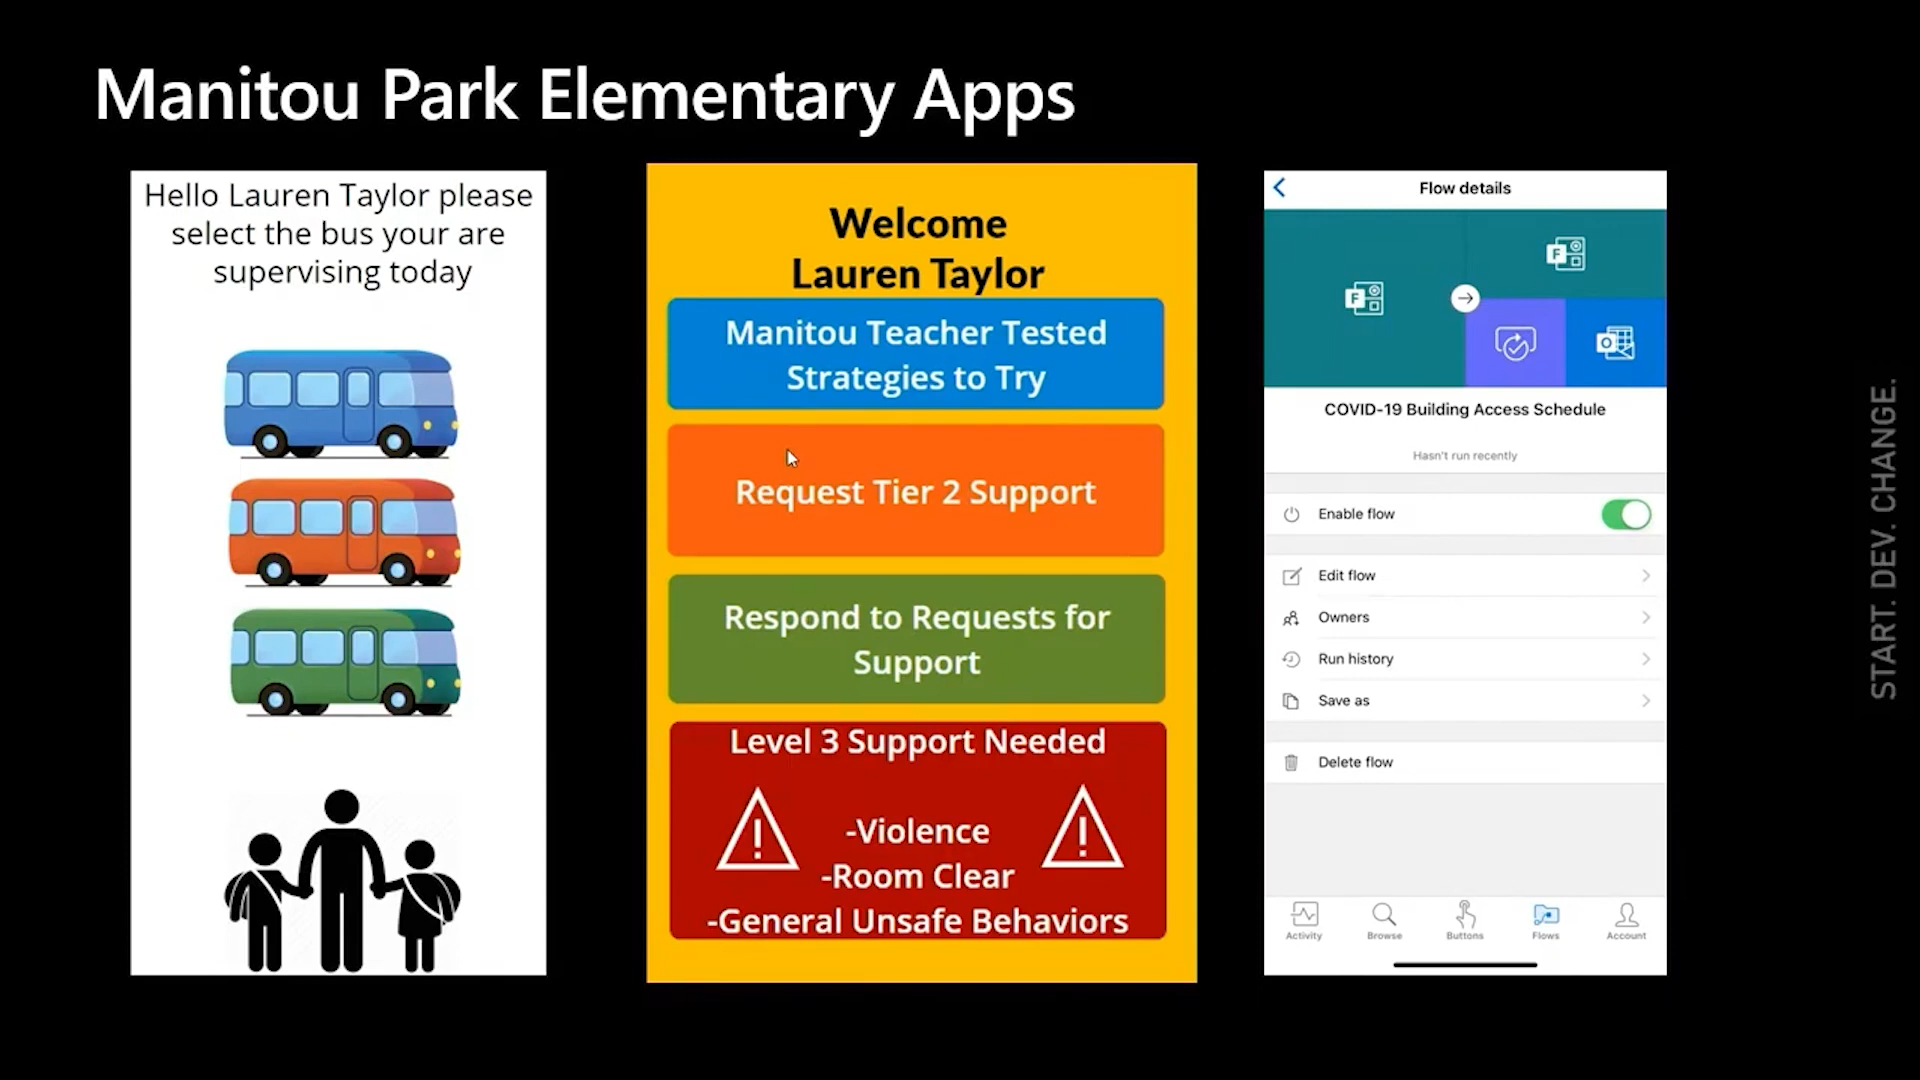 Manitou Park Elementary Apps
Hello Lauren Taylor please
select the bus your are
supervising today
Welcome
Lauren Taylor
Manitou Teacher Tested
Strategies to Try
Request Tier 2 Support
Respond to Requests for
Support
Level 3 Support Needed
-Violence
-Room Clear
-General Unsafe Behaviors
Flow details
F
F
O
COVID-19 Building Access Schedule
Hasn't run recently
Enable flow
Edit flow
Owners
Run history
Save as
Delete flow
Activity
Browse
Buttons
Flows
Account
START. DEV. CHANGE.